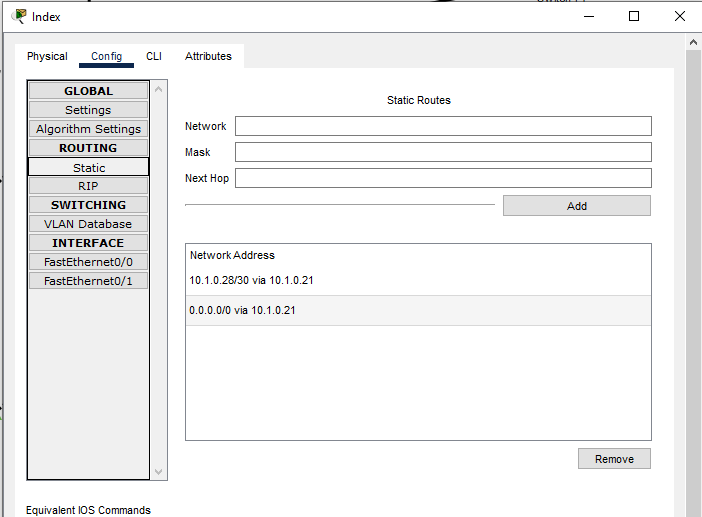 Index
Physical Config CLI Attributes
GLOBAL
Settings
Algorithm Settings
ROUTING
Static
RIP
SWITCHING
VLAN Database
INTERFACE
FastEthernet0/0
FastEthernet0/1
Static Routes
Network
Mask
Next Hop
Add
Network Address
10.1.0.28/30 via 10.1.0.21
0.0.0.0/0 via 10.1.0.21
Remove
Equivalent IOS Commands